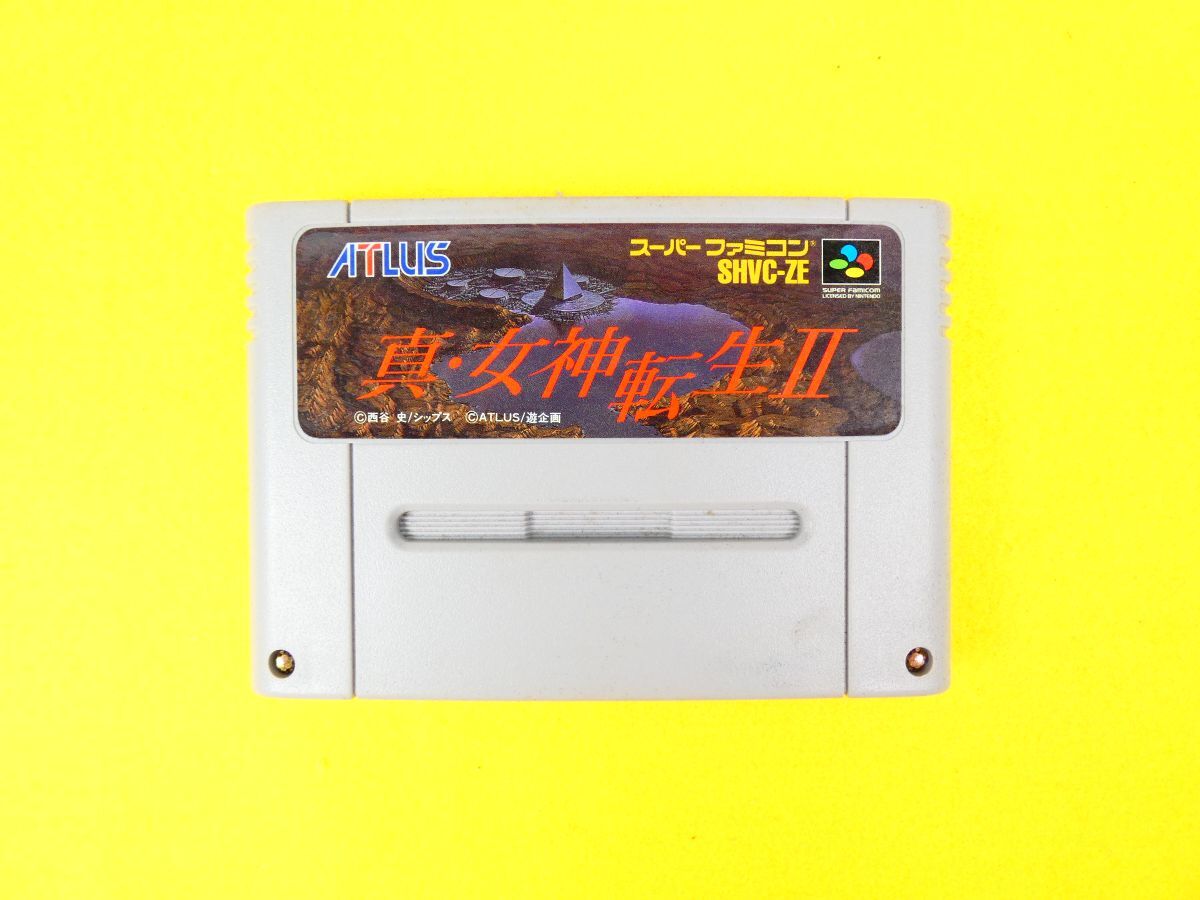 ATLUS
スーパーファミコン®
SHVC-ZE
SUPER FAMICOM
LICENSED BY NINTENDO
真・女神転生II
©西谷 史/シップス ©ATLUS/遊企画